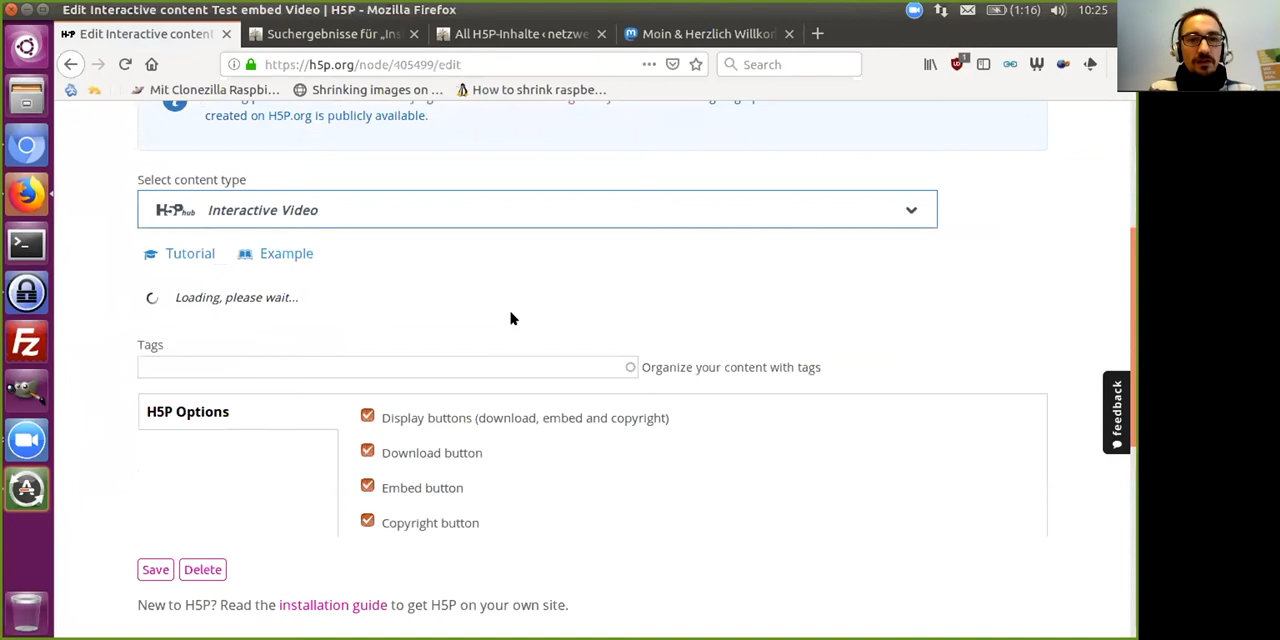 Edit Interactive content Test embed Video | H5P - Mozilla Firefox
(1:16) 10:25
Edit Interactive content
Suchergebnisse für „Ins
All H5P-Inhalte ‹ netzwe
Moin & Herzlich Willkor
https://h5p.org/node/405499/edit
Search
Mit Clonezilla Raspbi...
Shrinking images on ...
How to shrink raspbe...
created on H5P.org is publicly available.
Select content type
H5P hub Interactive Video
Tutorial Example
Loading, please wait...
Tags
Organize your content with tags
H5P Options
Display buttons (download, embed and copyright)
Download button
Embed button
Copyright button
feedback
Save Delete
New to H5P? Read the installation guide to get H5P on your own site.